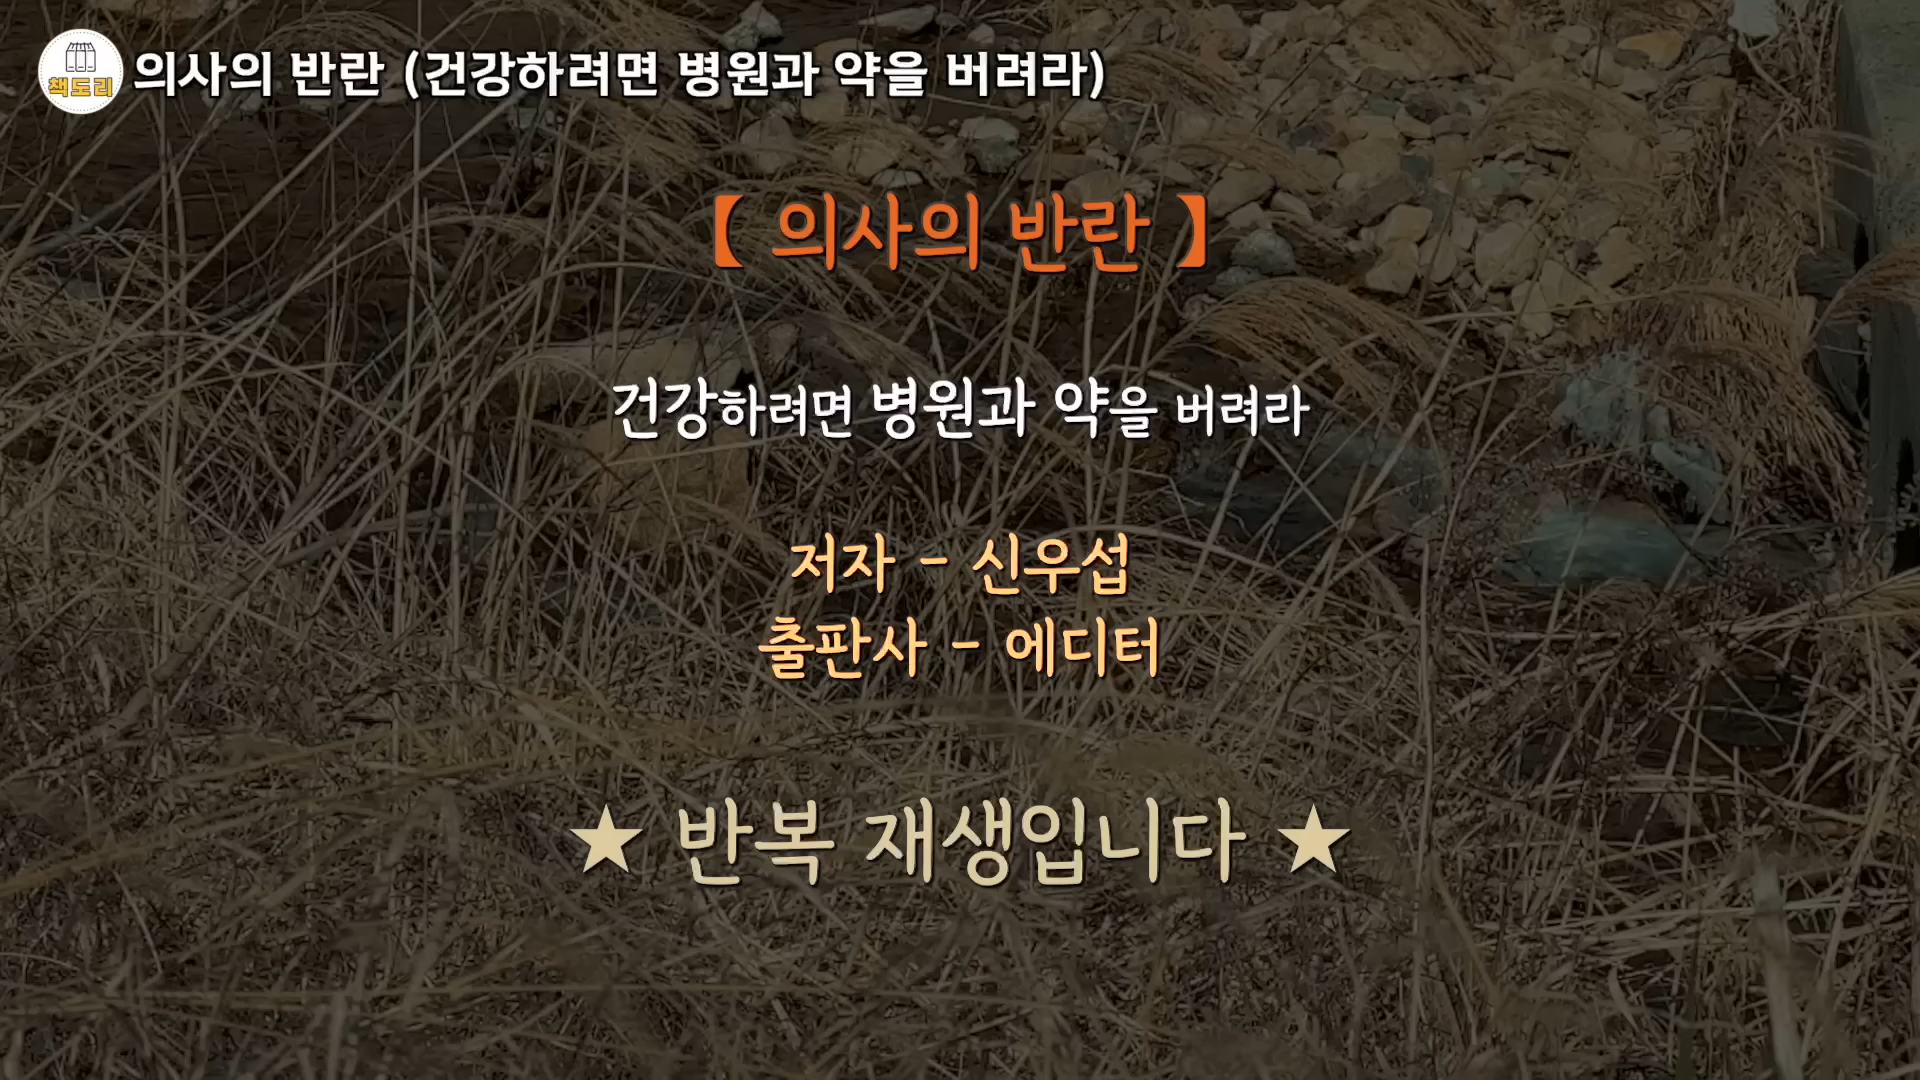 책도리
의사의 반란 (건강하려면 병원과 약을 버려라)
【 의사의 반란 】
건강하려면 병원과 약을 버려라
저자 - 신우섭
출판사 - 에디터
★ 반복 재생입니다 ★